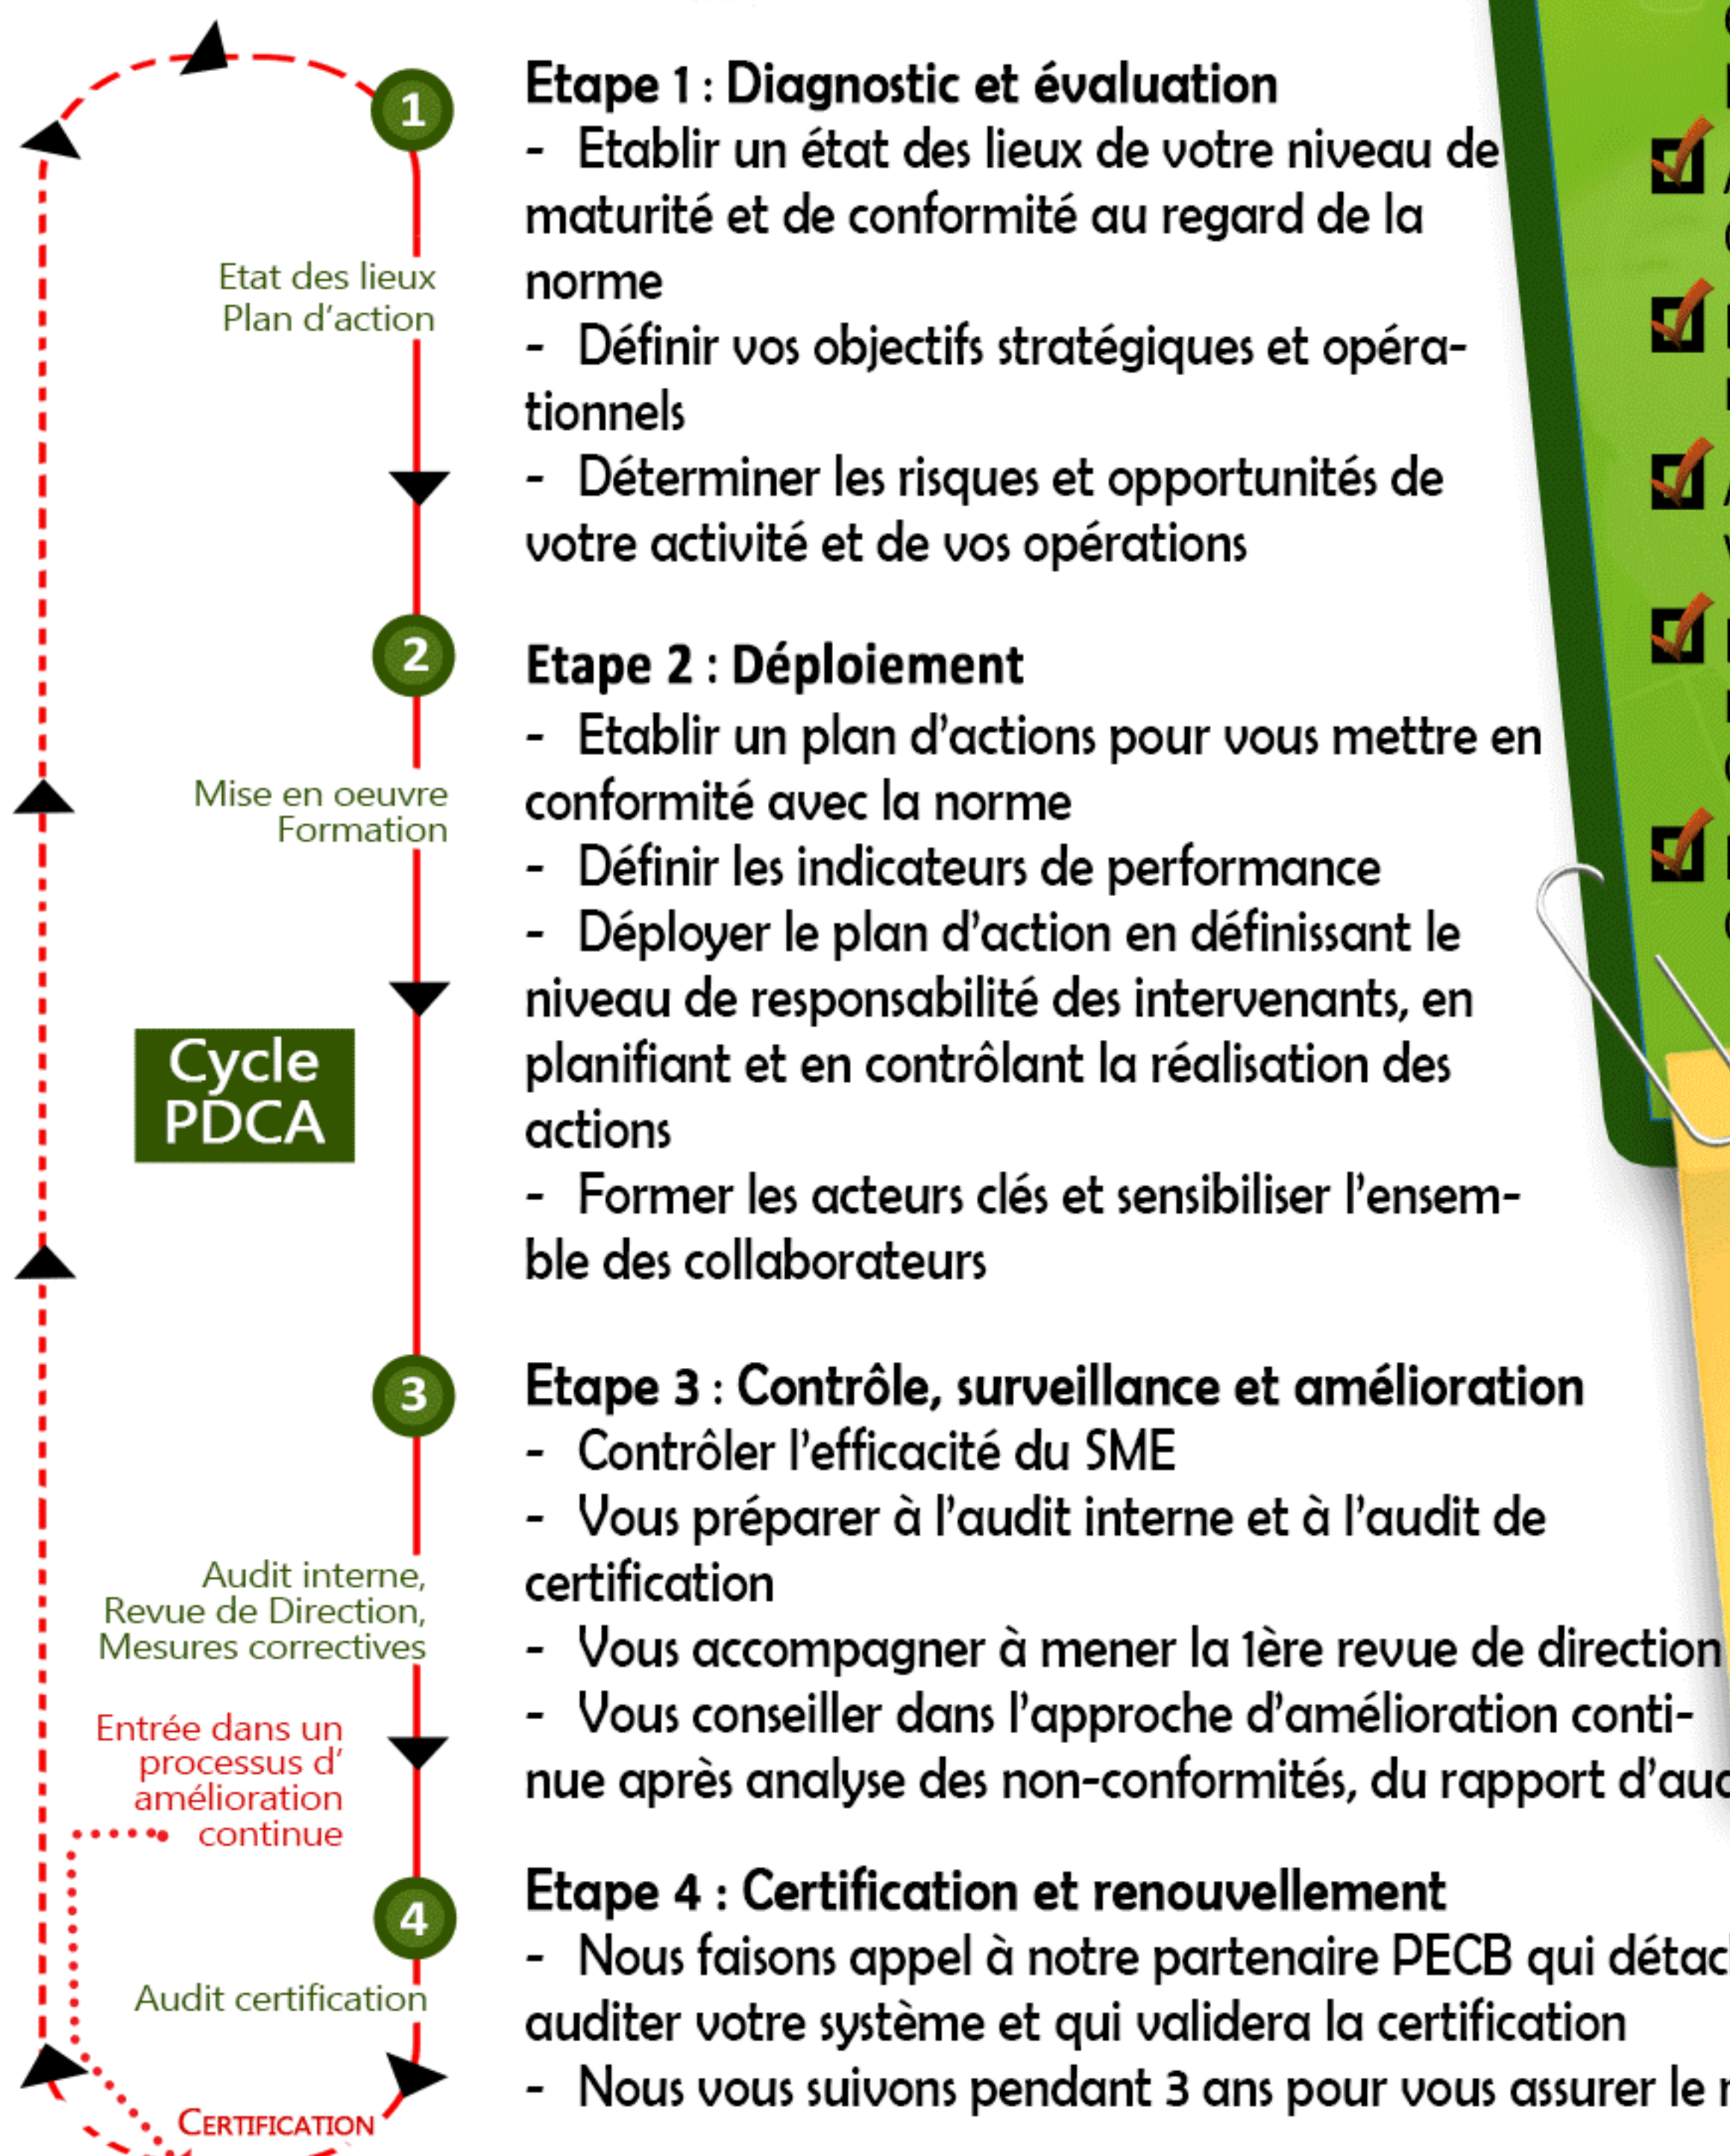 1
Etape 1 : Diagnostic et évaluation
- Etablir un état des lieux de votre niveau de
maturité et de conformité au regard de la
norme
- Définir vos objectifs stratégiques et opéra-
tionnels
- Déterminer les risques et opportunités de
votre activité et de vos opérations
Etat des lieux
Plan d'action
2
Etape 2 : Déploiement
- Etablir un plan d'actions pour vous mettre en
conformité avec la norme
- Définir les indicateurs de performance
- Déployer le plan d'action en définissant le
niveau de responsabilité des intervenants, en
planifiant et en contrôlant la réalisation des
actions
- Former les acteurs clés et sensibiliser l'ensem-
ble des collaborateurs
Mise en oeuvre
Formation
Cycle
PDCA
3
Etape 3 : Contrôle, surveillance et amélioration
- Contrôler l'efficacité du SME
- Vous préparer à l'audit interne et à l'audit de
certification
- Vous accompagner à mener la 1ère revue de direction
- Vous conseiller dans l'approche d'amélioration conti-
nue après analyse des non-conformités, du rapport
Audit interne,
Revue de Direction,
Mesures correctives
Entrée dans un
processus d'
amélioration
continue
4
Etape 4 : Certification et renouvellement
- Nous faisons appel à notre partenaire PECB qui
auditer votre système et qui validera la certification
- Nous vous suivons pendant 3 ans pour vous assurer le
Audit certification
CERTIFICATION